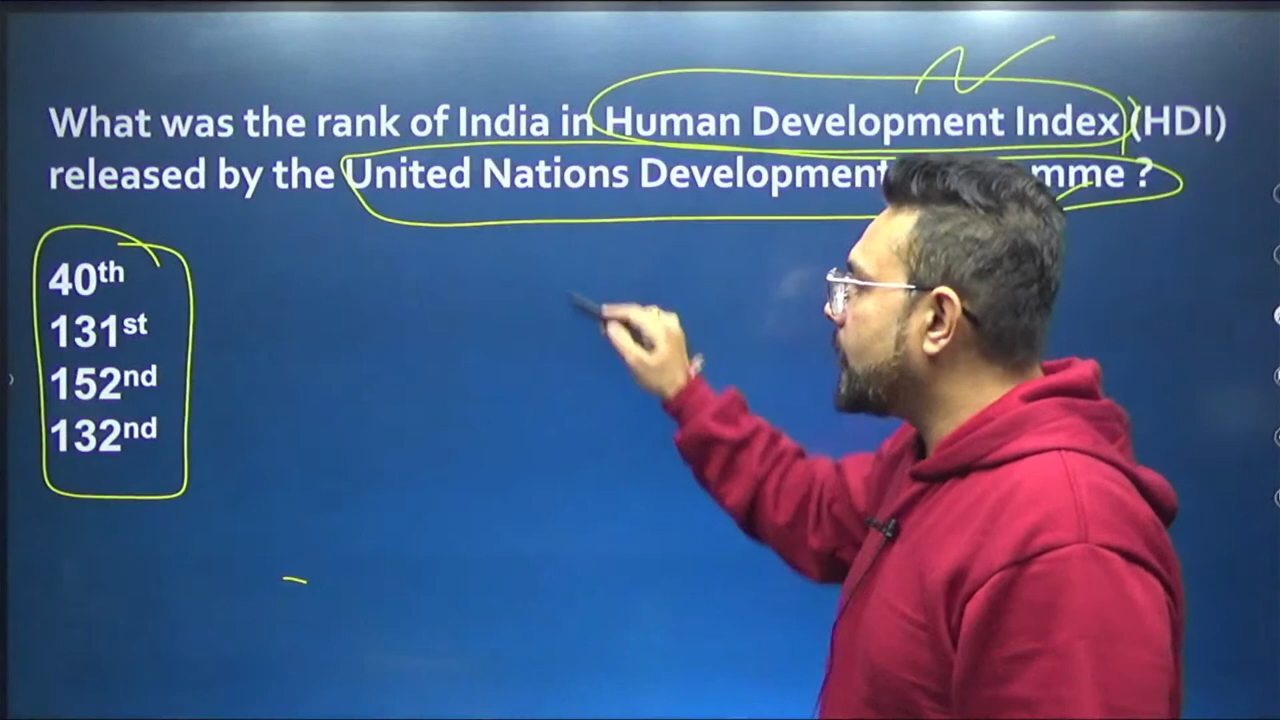 What was the rank of India in Human Development Index (HDI)
released by the United Nations Development mme ?
40th
131st
152nd
132nd